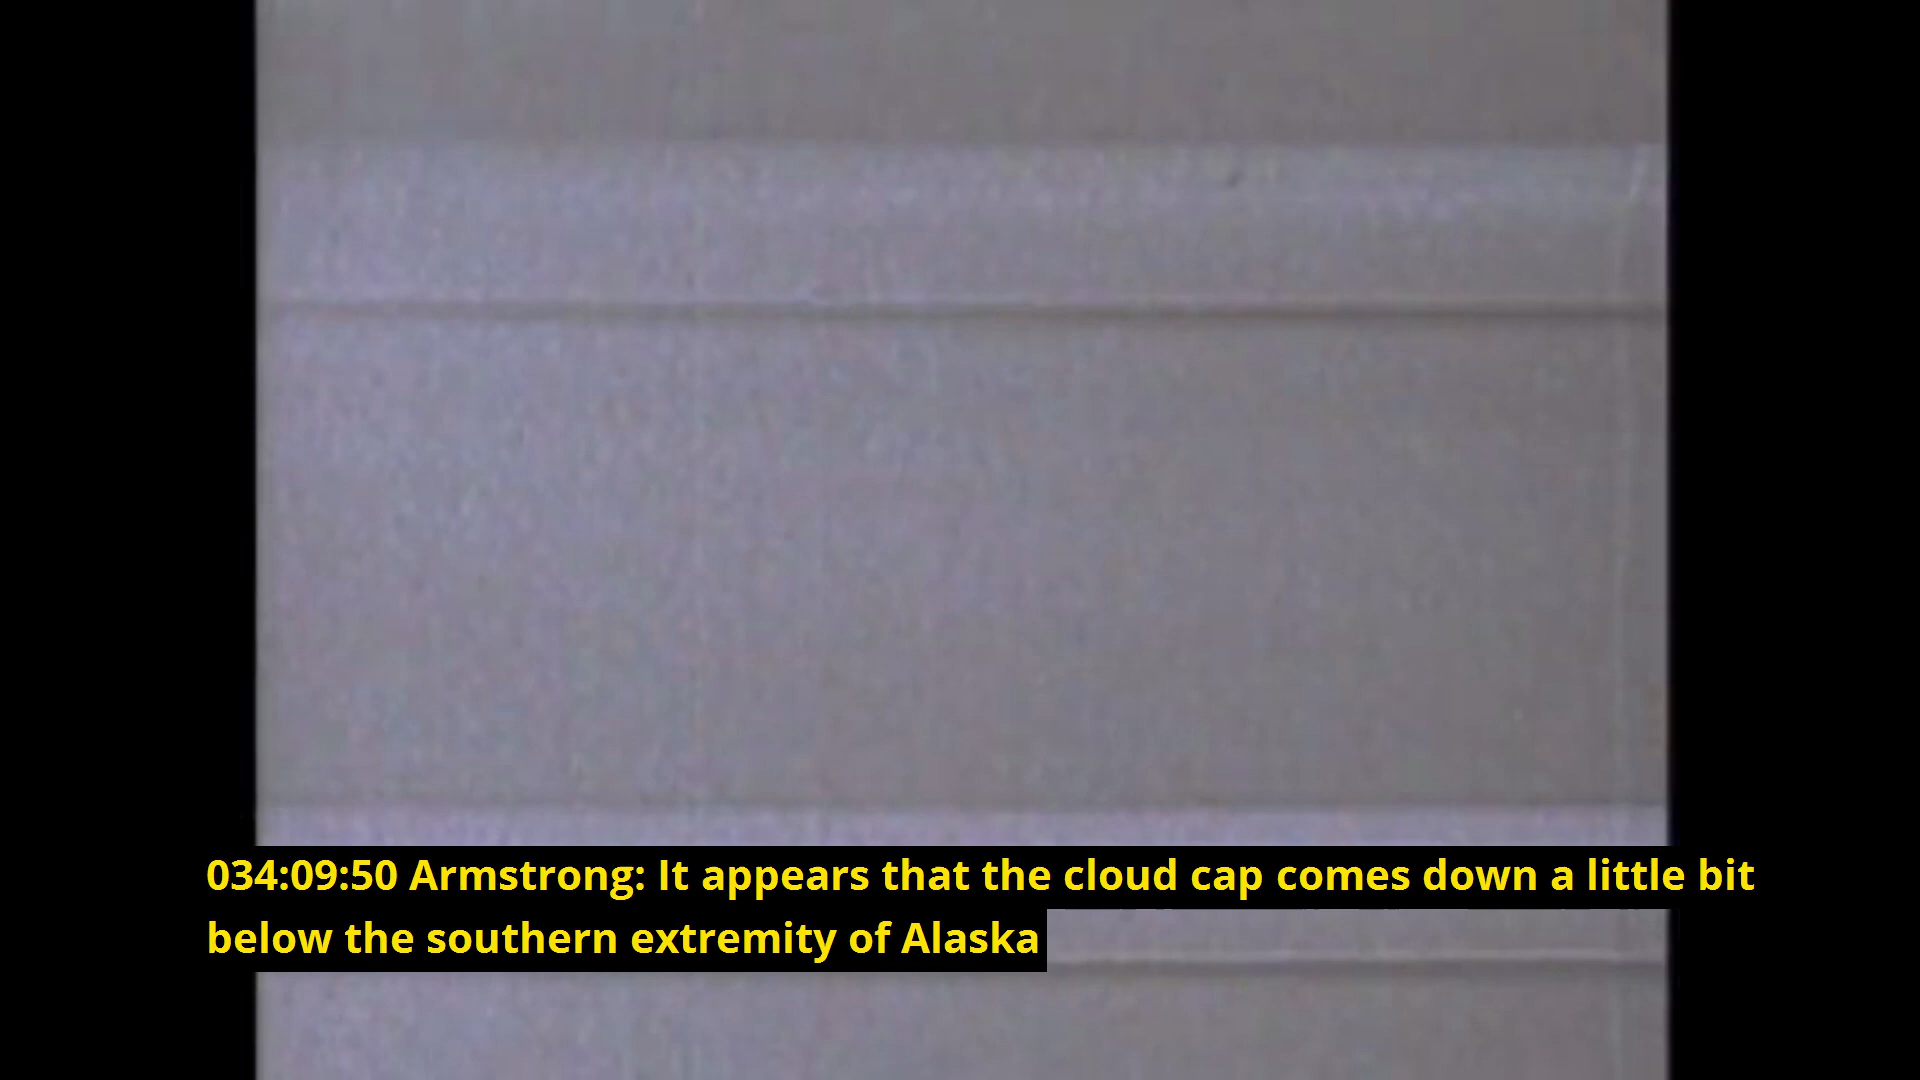 034:09:50 Armstrong: It appears that the cloud cap comes down a little bit
below the southern extremity of Alaska